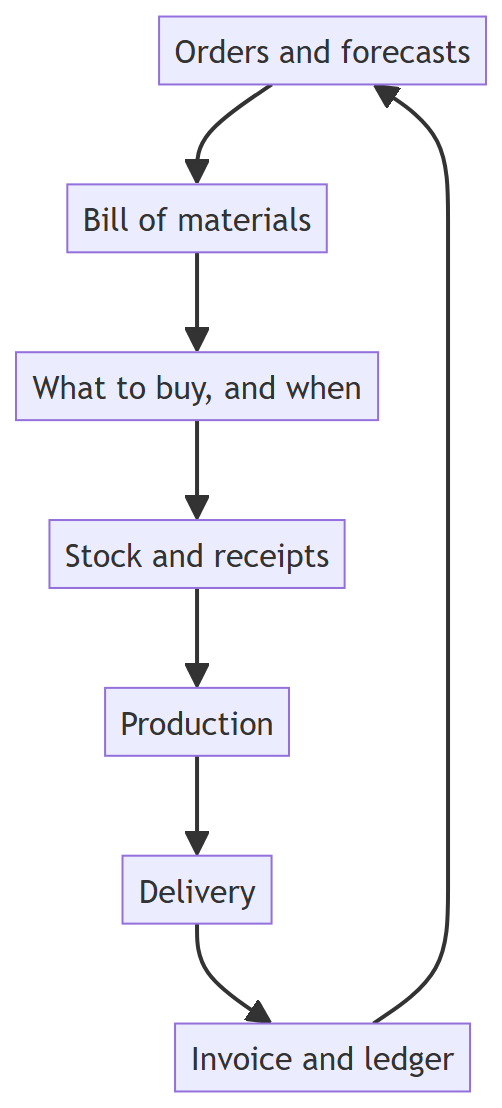 Orders and forecasts
Bill of materials
What to buy, and when
Stock and receipts
Production
Delivery
Invoice and ledger